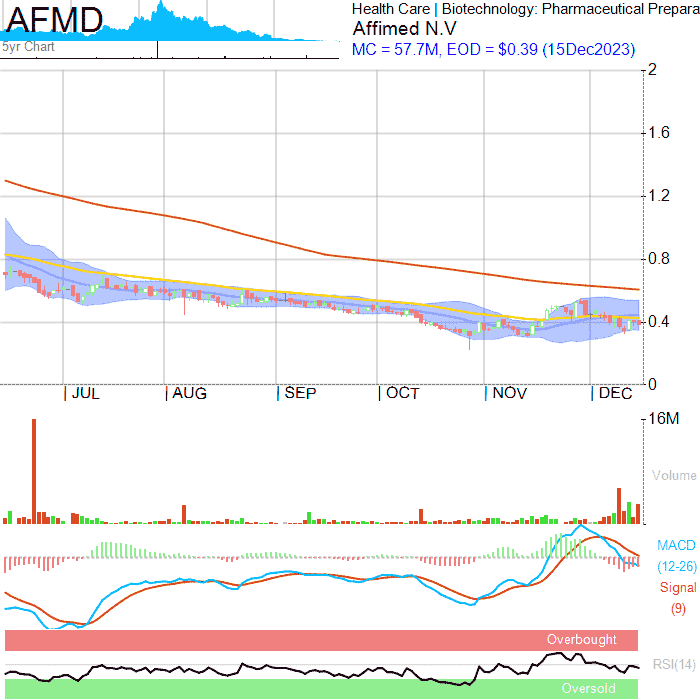 AFMD
5yr Chart
Health Care | Biotechnology: Pharmaceutical Prepara
Affimed N.V
MC = 57.7M, EOD = $0.39 (15Dec2023)
2
1.6
1.2
0.8
0.4
0
JUL AUG SEP OCT NOV DEC
16M
Volume
MACD
(12-26)
Signal
(9)
Overbought
RSI(14)
Oversold